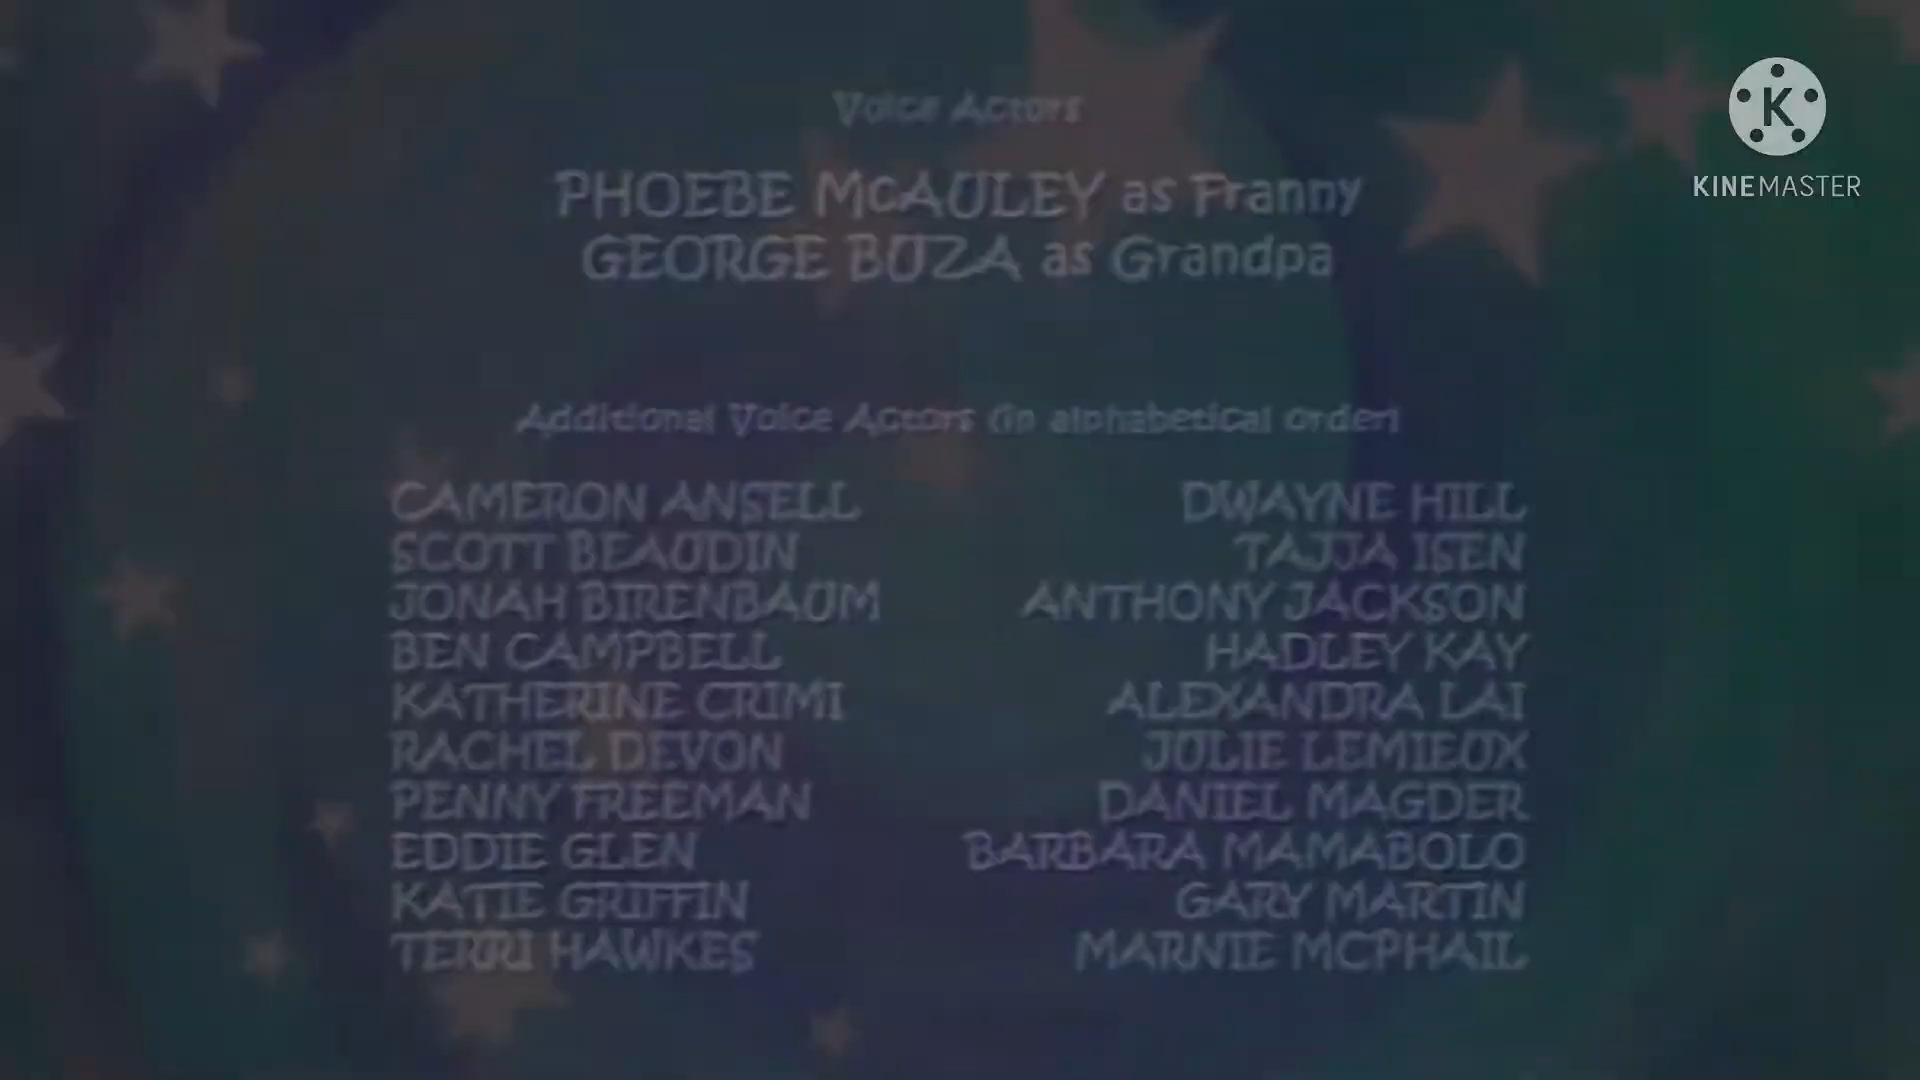 Voice Actors
PHOEBE McAULEY as Franny
GEORGE BUZA as Grandpa
Additional Voice Actors (in alphabetical order)
CAMERON ANSELL
SCOTT BEAUDIN
JONAH BIRENBAUM
BEN CAMPBELL
KATHERINE CRIMI
RACHEL DEVON
PENNY FREEMAN
EDDIE GLEN
KATIE GRIFFIN
TERRI HAWKES
DWAYNE HILL
TAJJA ISEN
ANTHONY JACKSON
HADLEY KAY
ALEXANDRA LAI
JULIE LEMIEUX
DANIEL MAGDER
BARBARA MAMABOLO
GARY MARTIN
MARNIE MCPHAIL
K
KINEMASTER